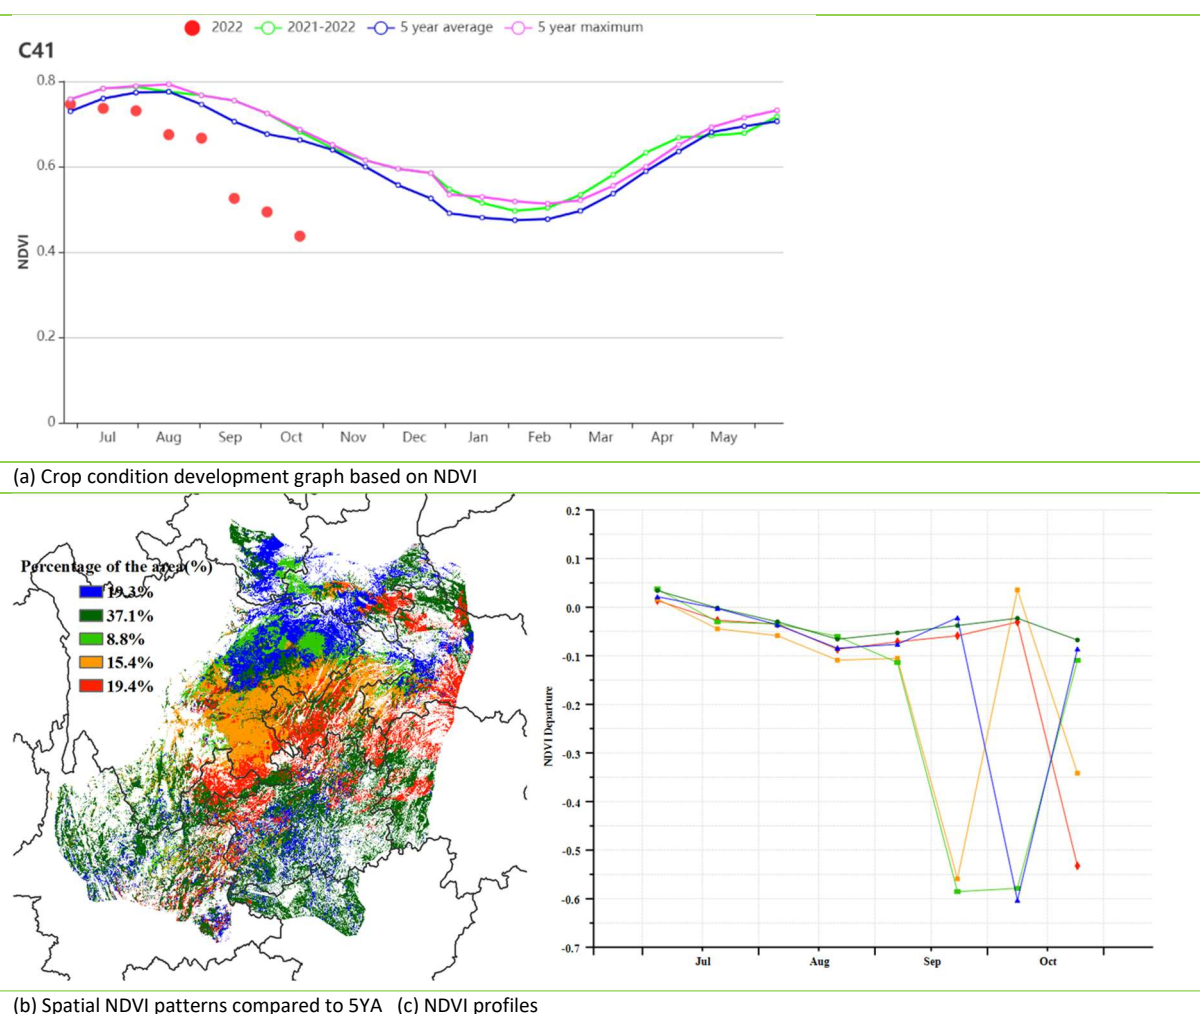 2022 2021-2022 5 year average 5 year maximum
C41
0.8
0.6
0.4
0.2
0
NDVI
Jul Aug Sep Oct Nov Dec Jan Feb Mar Apr May
(a) Crop condition development graph based on NDVI
Percentage of the area(%)
19.3%
37.1%
8.8%
15.4%
19.4%
0.2
0.1
0.0
-0.1
-0.2
-0.3
-0.4
-0.5
-0.6
-0.7
NDVI Departure
Jul Aug Sep Oct
(b) Spatial NDVI patterns compared to 5YA (c) NDVI profiles